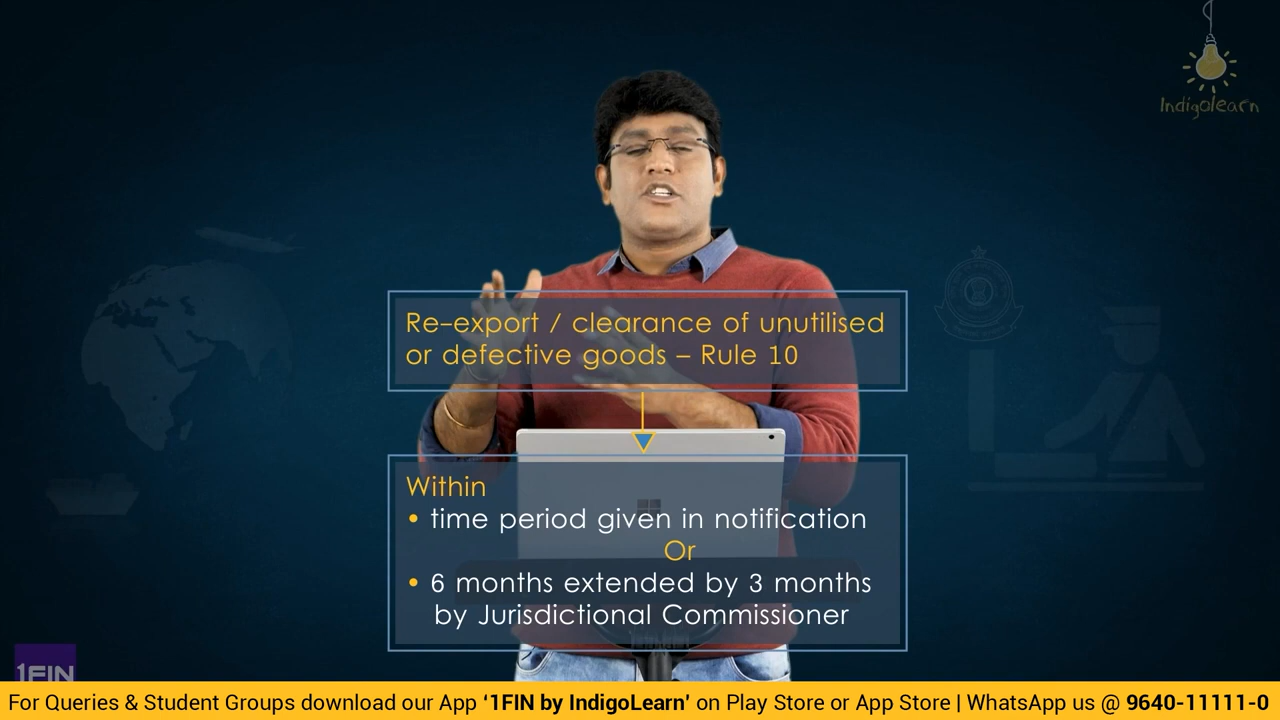 Indigolearn
Re-export / clearance of unutilised
or defective goods – Rule 10
Within
• time period given in notification
Or
• 6 months extended by 3 months
by Jurisdictional Commissioner
1FIN
For Queries & Student Groups download our App ‘1FIN by IndigoLearn’ on Play Store or App Store | WhatsApp us @ 9640-11111-0